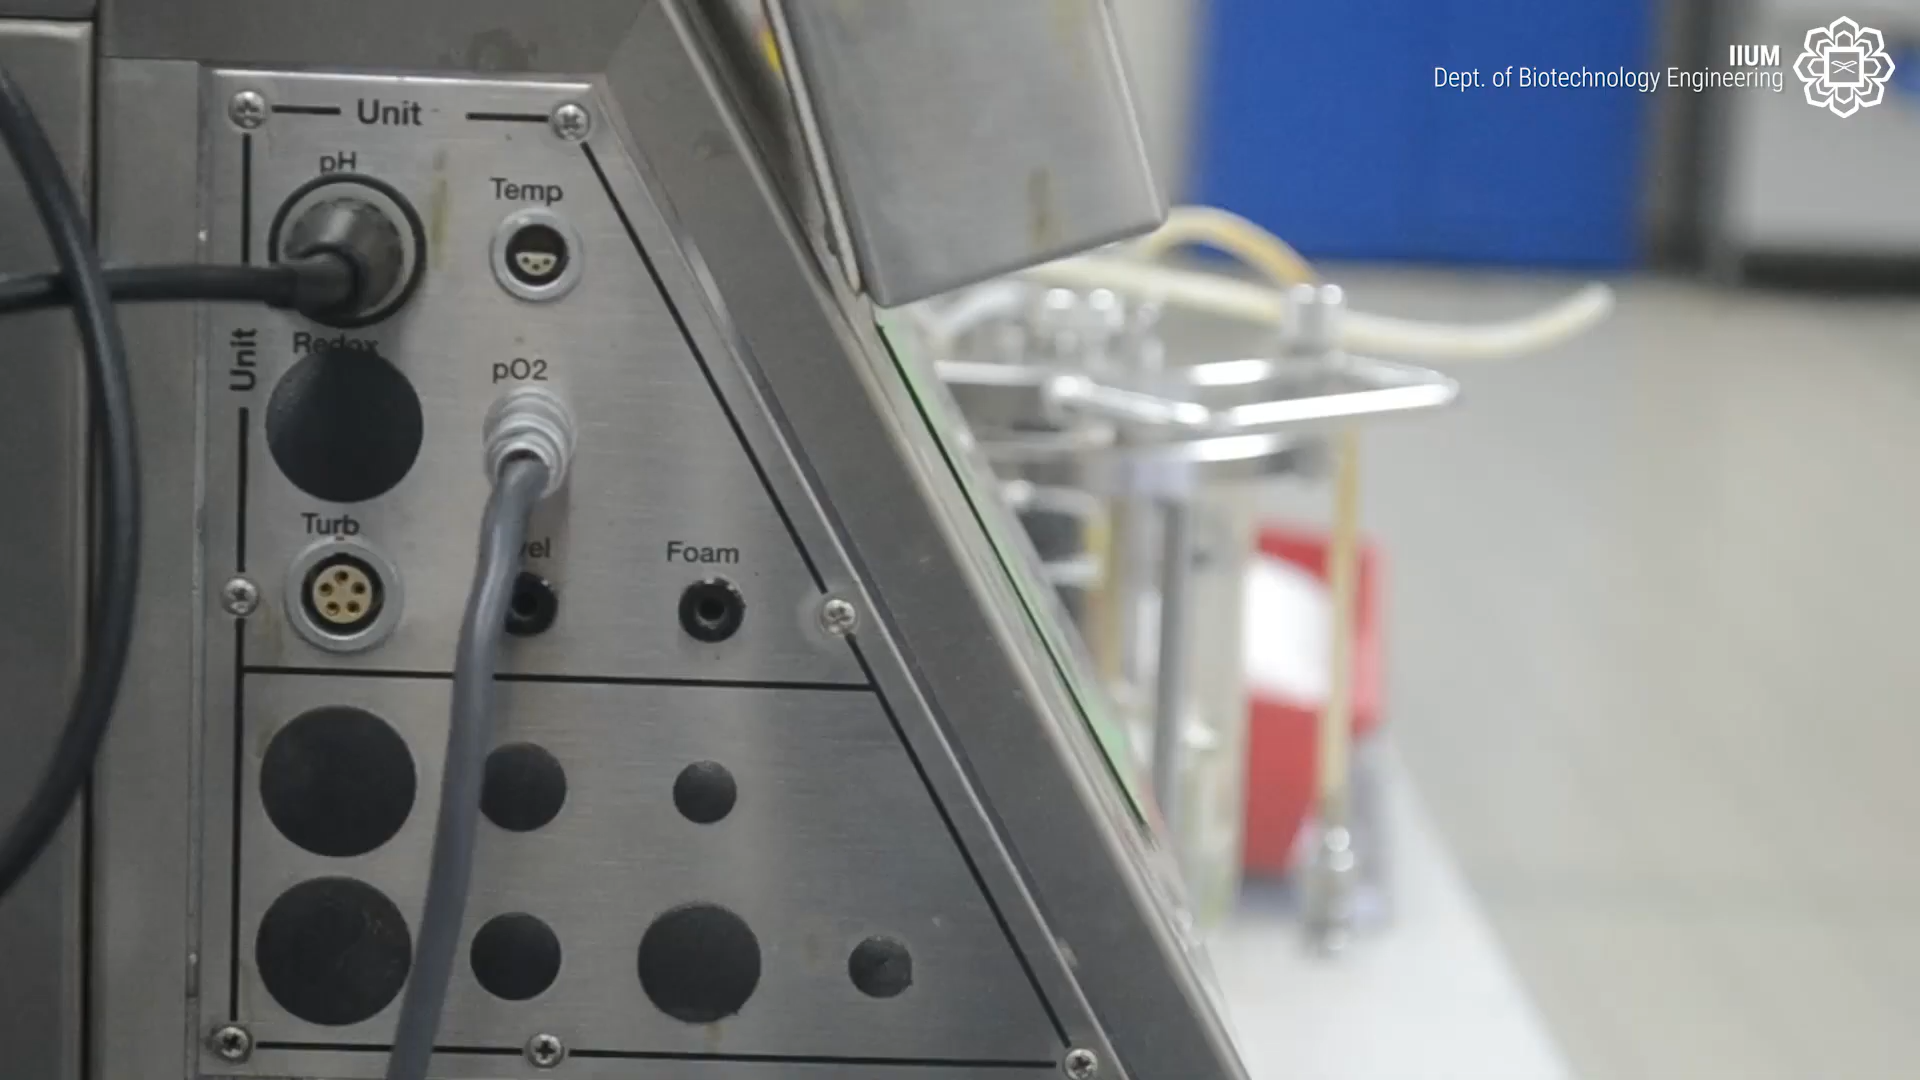 IIUM
Dept. of Biotechnology Engineering
Unit
pH
Temp
Unit
Redox
pO2
Turb
Foam